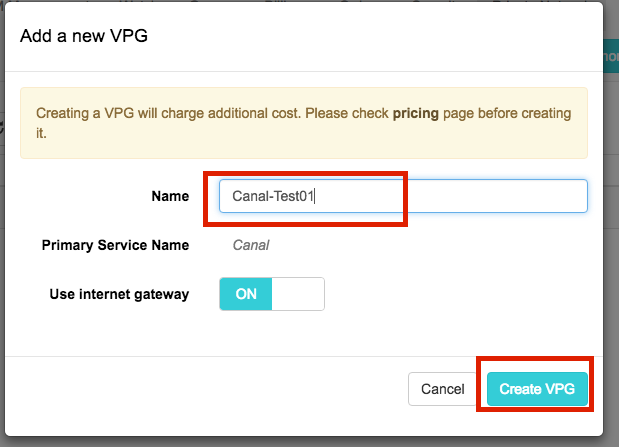 Add a new VPG
Creating a VPG will charge additional cost. Please check pricing page before creating
it.
Name Canal-Test01
Primary Service Name Canal
Use internet gateway ON
Cancel Create VPG